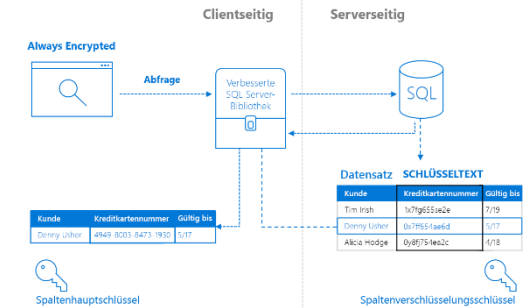 Clientseitig
Serverseitig
Always Encrypted
Abfrage
Verbesserte
SQL Server-
Bibliothek
SQL
Datensatz SCHLÜSSELTEXT
Kunde Kreditkartennummer Gültig bis
Tim Irish 1x7fg655se2e 7/19
Denny Usher 0x7ff654ae6d 5/17
Alicia Hodge 0y8fj754ea2c 4/18
Kunde Kreditkartennummer Gültig bis
Denny Usher 4949-8003-8473-1930 5/17
Spaltenhauptschlüssel
Spaltenverschlüsselungsschlüssel